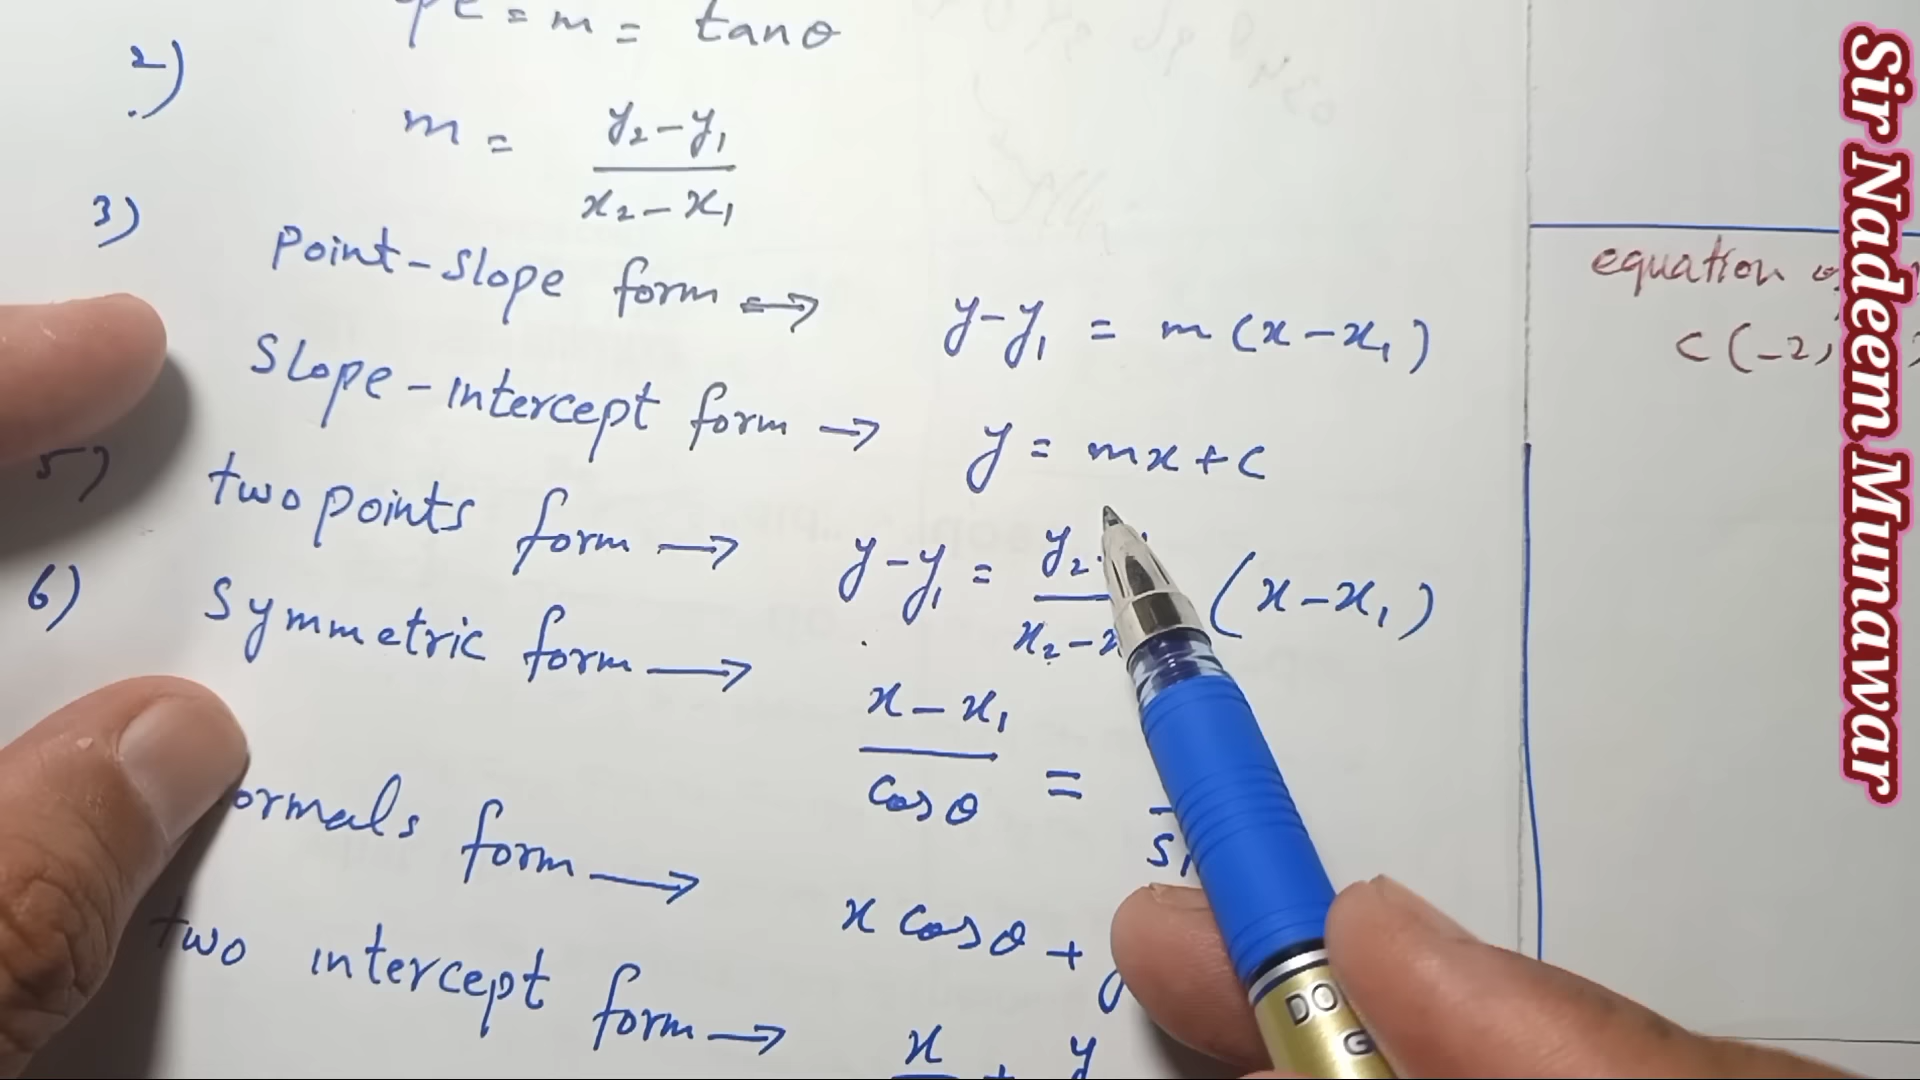 = m = tanθ
2)
m = y₂-y₁ / x₂-x₁
3) Point-Slope form ↔ y-y₁ = m(x-x₁)
Slope-intercept form → y = mx+c
5) two points form → y-y₁ = y₂ / x₂- (x-x₁)
6) Symmetric form → x-x₁ / cosθ =
ormals form → x cosθ + y
two intercept form → x + y
equation
c(-2,
Sir Nadeem Munawar
DO
G